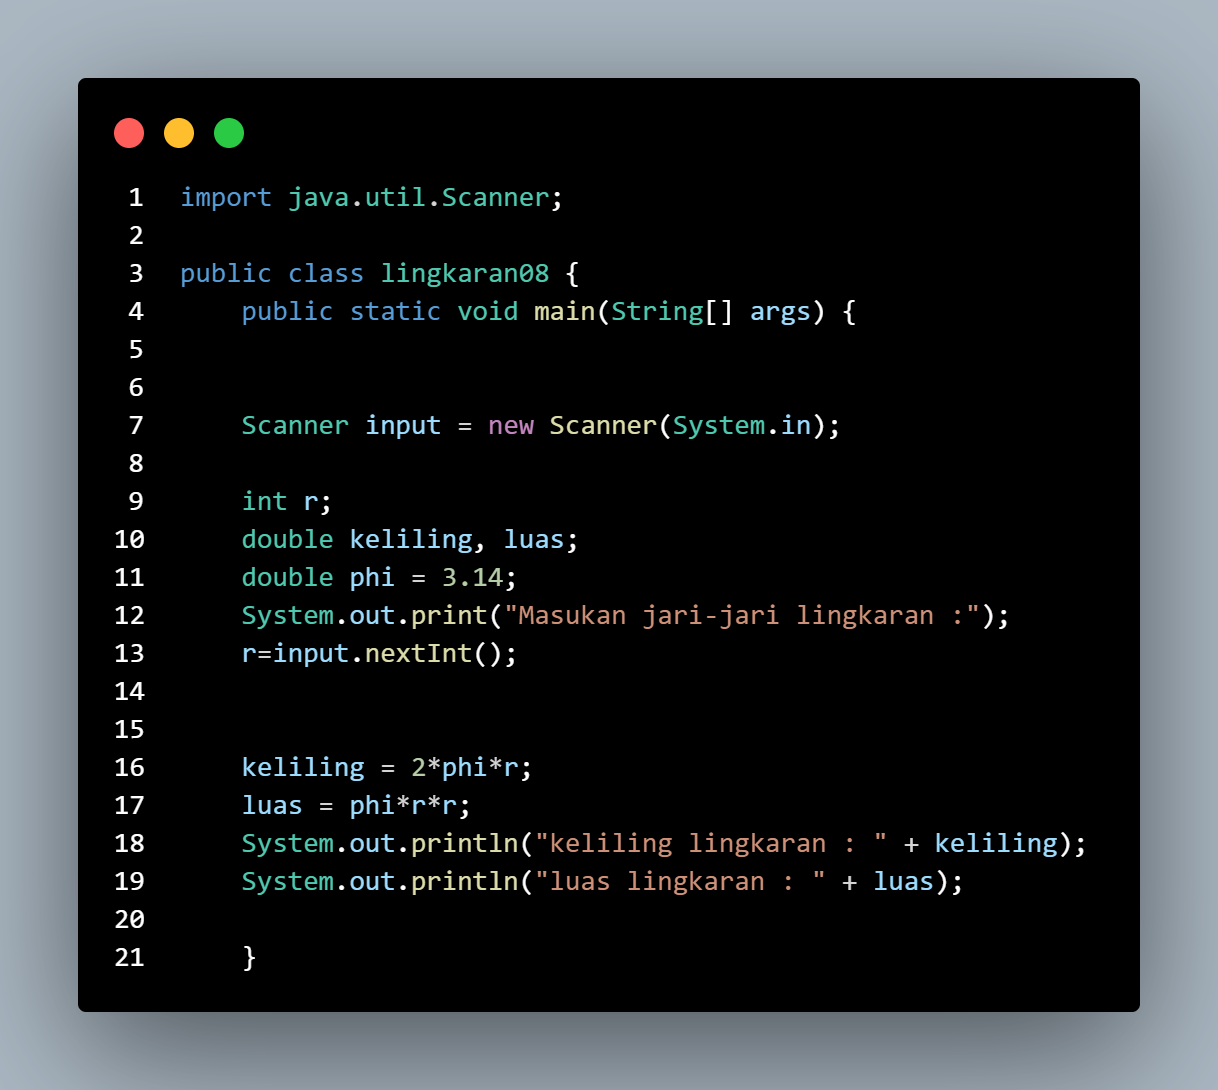 1 import java.util.Scanner;
2
3 public class lingkaran08 {
4     public static void main(String[] args) {
5
6
7     Scanner input = new Scanner(System.in);
8
9     int r;
10     double keliling, luas;
11     double phi = 3.14;
12     System.out.print("Masukan jari-jari lingkaran :");
13     r=input.nextInt();
14
15
16     keliling = 2*phi*r;
17     luas = phi*r*r;
18     System.out.println("keliling lingkaran : " + keliling);
19     System.out.println("luas lingkaran : " + luas);
20
21     }